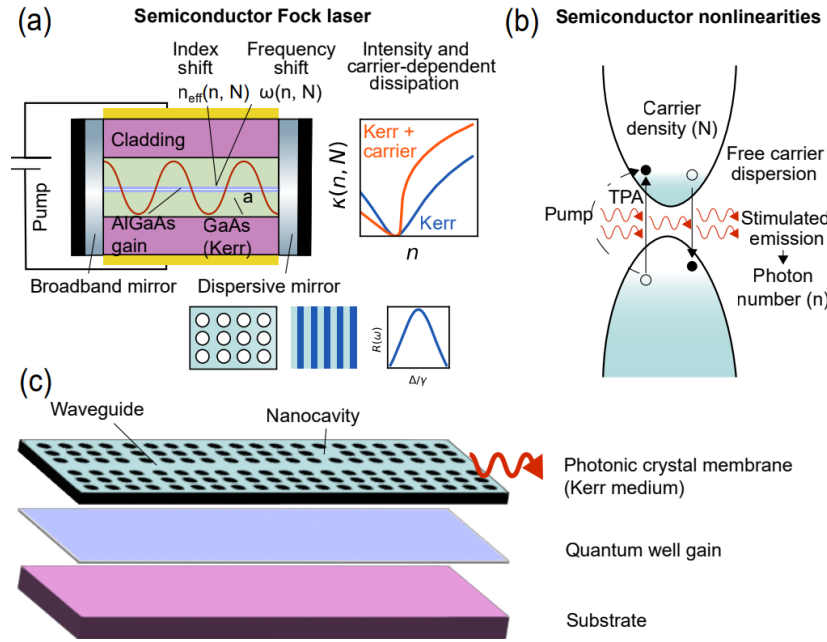 (a)
Semiconductor Fock laser
Index
shift
n_eff(n, N)
Frequency
shift
ω(n, N)
Intensity and
carrier-dependent
dissipation
Pump
Cladding
a
AlGaAs
gain
GaAs
(Kerr)
Broadband mirror
Dispersive mirror
κ(n, N)
Kerr +
carrier
Kerr
n
R(ω)
Δ/γ
(b)
Semiconductor nonlinearities
Carrier
density (N)
Free carrier
dispersion
TPA
Pump
Stimulated
emission
Photon
number (n)
(c)
Waveguide
Nanocavity
Photonic crystal membrane
(Kerr medium)
Quantum well gain
Substrate